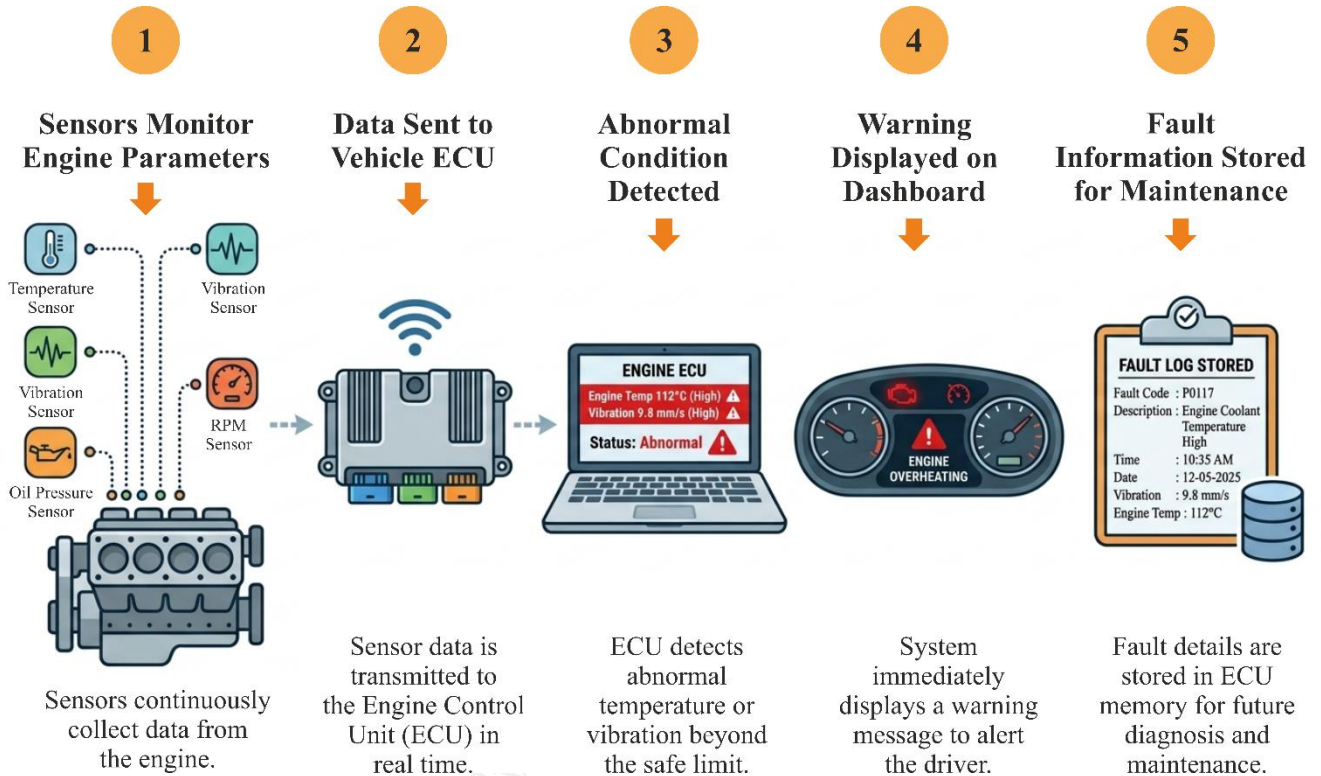 1
Sensors Monitor
Engine Parameters
Temperature
Sensor
Vibration
Sensor
Vibration
Sensor
RPM
Sensor
Oil Pressure
Sensor
Sensors continuously
collect data from
the engine.
2
Data Sent to
Vehicle ECU
Sensor data is
transmitted to
the Engine Control
Unit (ECU) in
real time.
3
Abnormal
Condition
Detected
ENGINE ECU
Engine Temp 112°C (High)
Vibration 9.8 mm/s (High)
Status: Abnormal
ECU detects
abnormal
temperature or
vibration beyond
the safe limit.
4
Warning
Displayed on
Dashboard
ENGINE
OVERHEATING
System
immediately
displays a warning
message to alert
the driver.
5
Fault
Information Stored
for Maintenance
FAULT LOG STORED
Fault Code : P0117
Description : Engine Coolant
Temperature
High
Time : 10:35 AM
Date : 12-05-2025
Vibration : 9.8 mm/s
Engine Temp : 112°C
Fault details are
stored in ECU
memory for future
diagnosis and
maintenance.